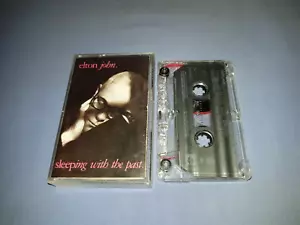 elton john.
sleeping with the past.